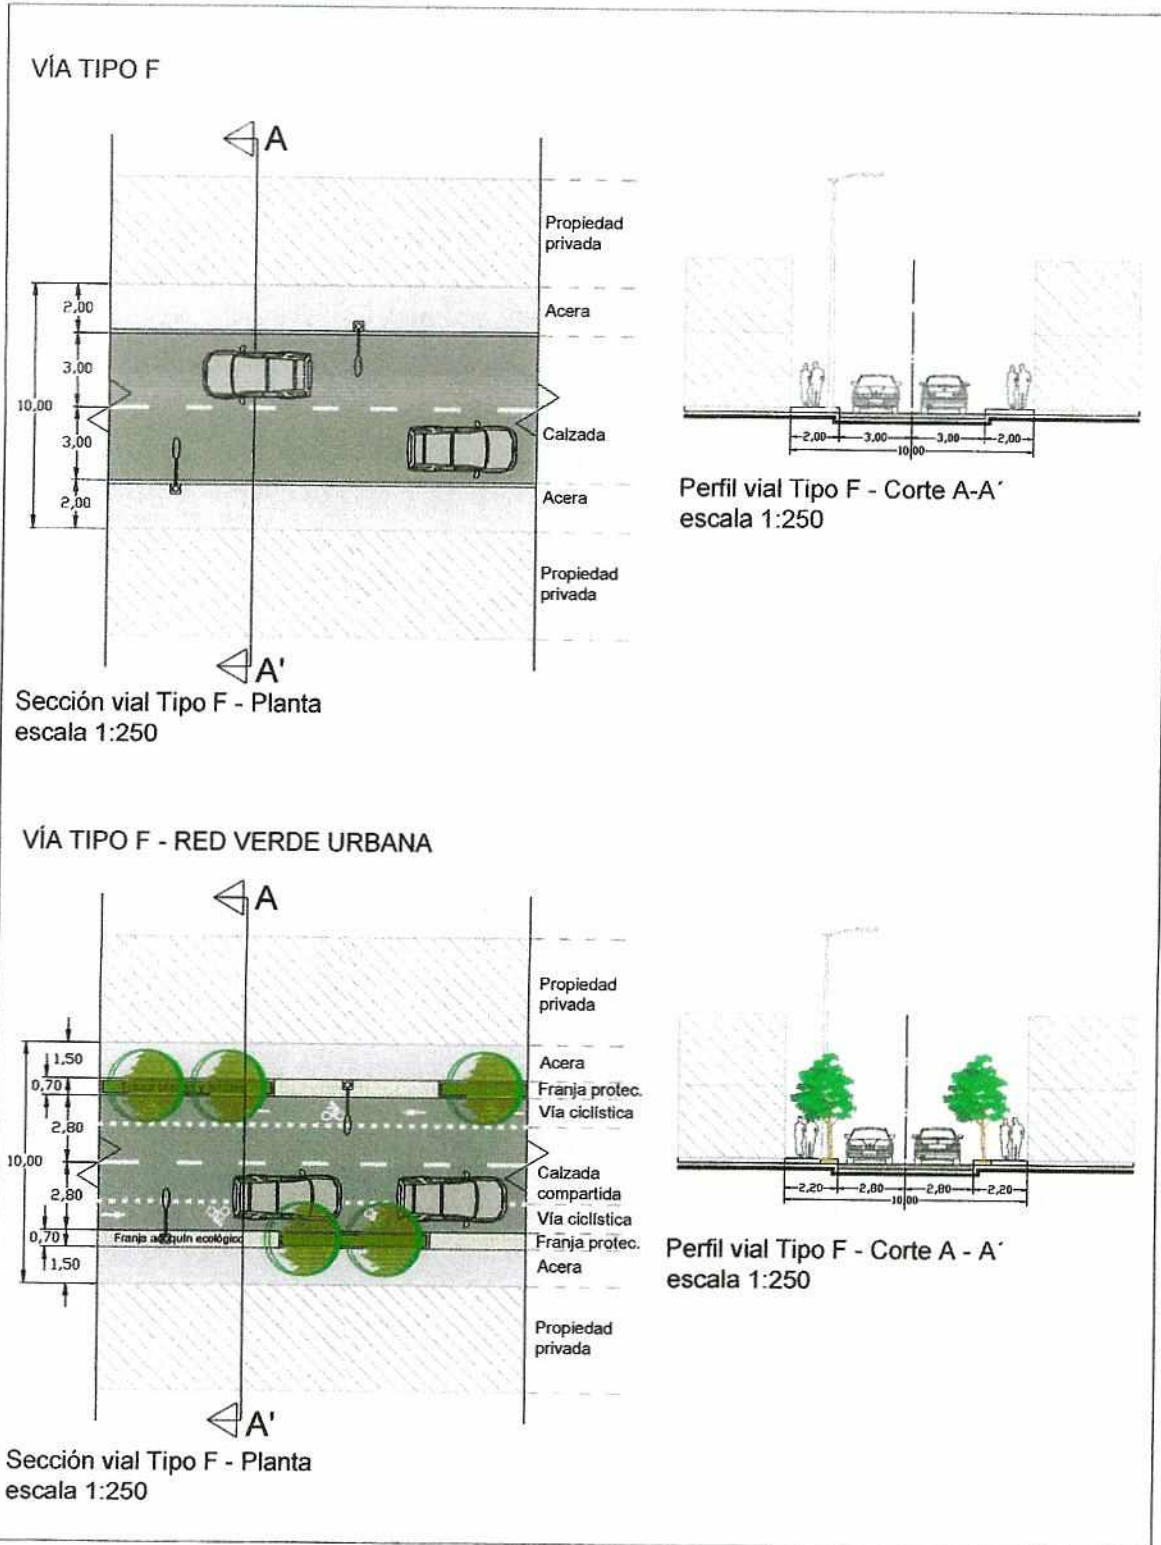 VÍA TIPO F
A
Propiedad
privada
2,00
Acera
3,00
10,00
3,00
Calzada
2,00
Acera
Propiedad
privada
A'
Sección vial Tipo F - Planta
escala 1:250
2,00 3,00 3,00 2,00
10,00
Perfil vial Tipo F - Corte A-A´
escala 1:250
VÍA TIPO F - RED VERDE URBANA
A
Propiedad
privada
1,50
Acera
0,70
Franja protec.
Vía ciclística
2,80
10,00
Calzada
compartida
2,80
Vía ciclística
0,70
Franja adoquín ecológico
Franja protec.
1,50
Acera
Propiedad
privada
A'
Sección vial Tipo F - Planta
escala 1:250
2,20 2,80 2,80 2,20
10,00
Perfil vial Tipo F - Corte A - A´
escala 1:250